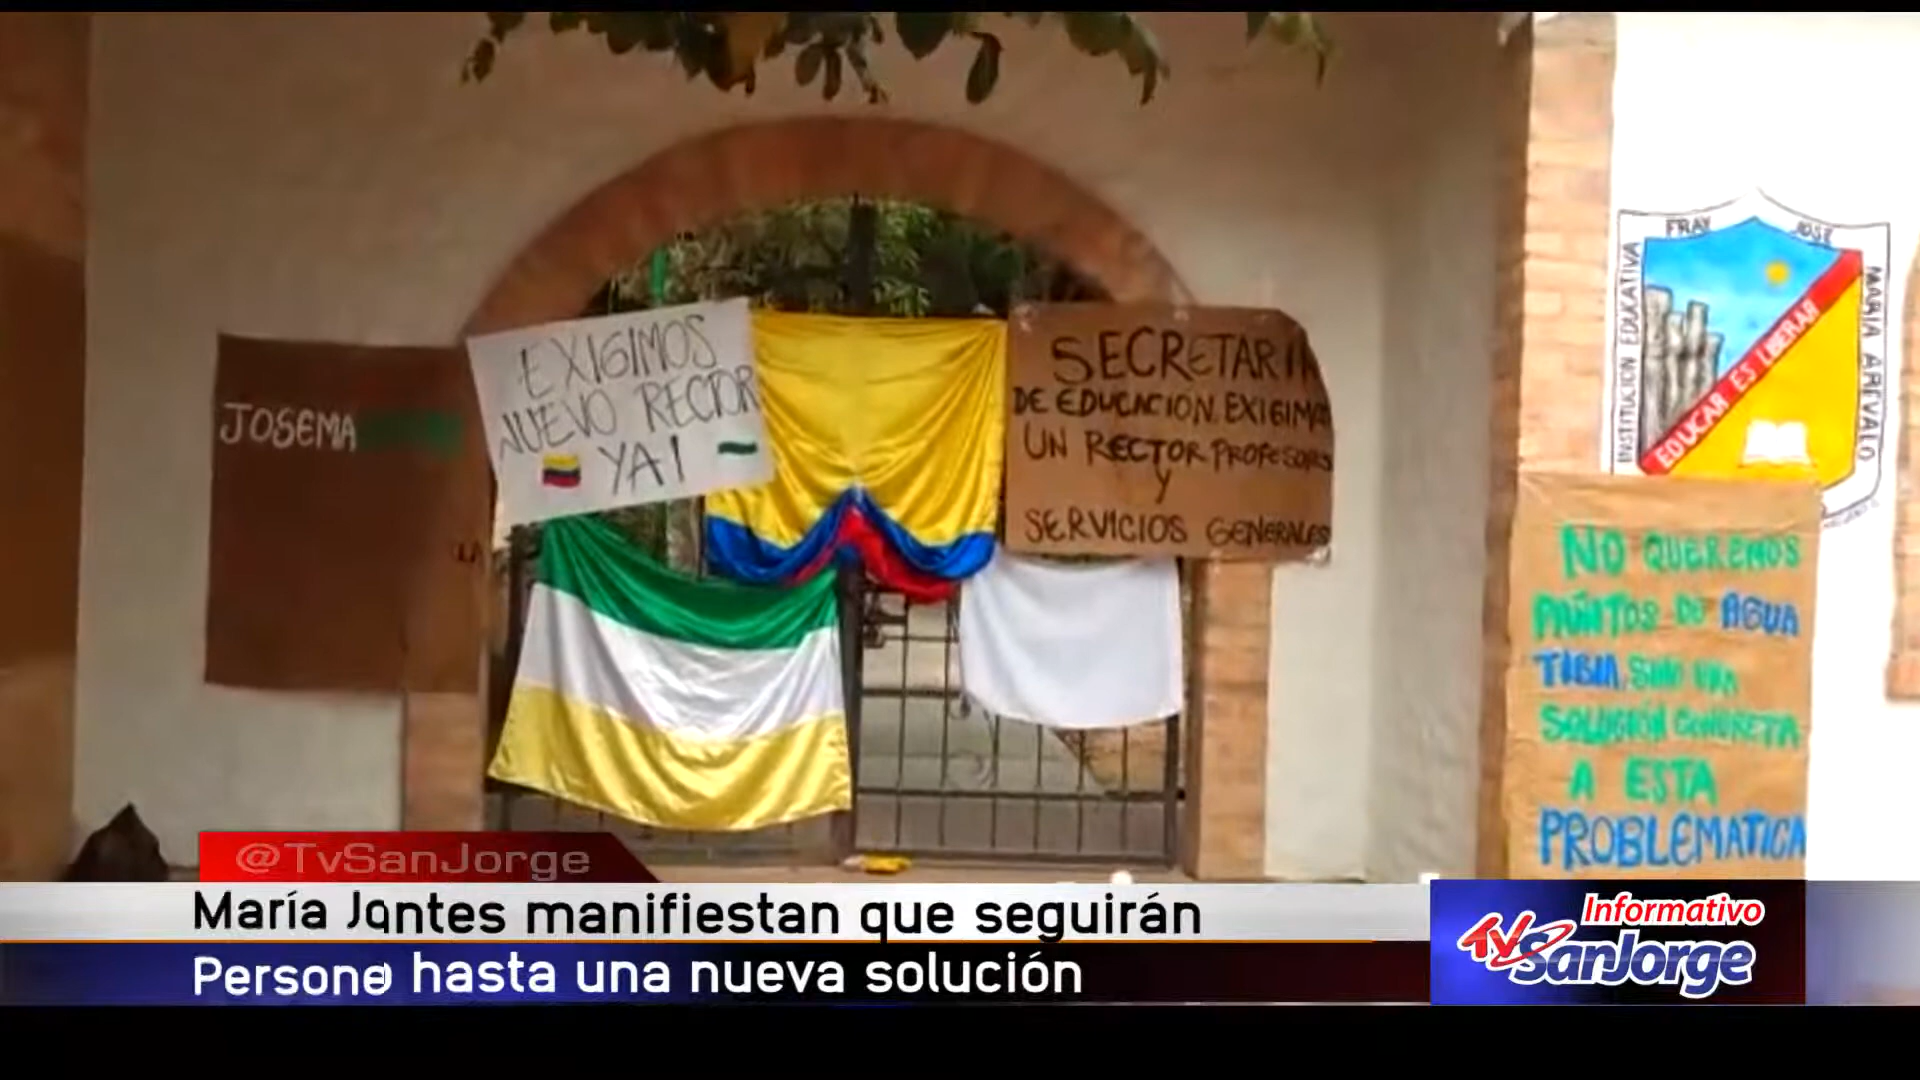 FRAY JOSE
INSTITUCION EDUCATIVA
MARIA AREVALO
EDUCAR ES LIBERAR
EXIGIMOS
NUEVO RECTOR
YA!
JOSEMA
LA
SECRETARIA
DE EDUCACION. EXIGIMOS
UN RECTOR PROFESORES
Y
SERVICIOS GENERALES
NO QUEREMOS
PAÑITOS DE AGUA
TIBIA, SINO UNA
SOLUCIÓN CONCRETA
A ESTA
PROBLEMATICA
@TvSanJorge
María Jantes manifiestan que seguirán
Persone hasta una nueva solución
Informativo
TV SanJorge